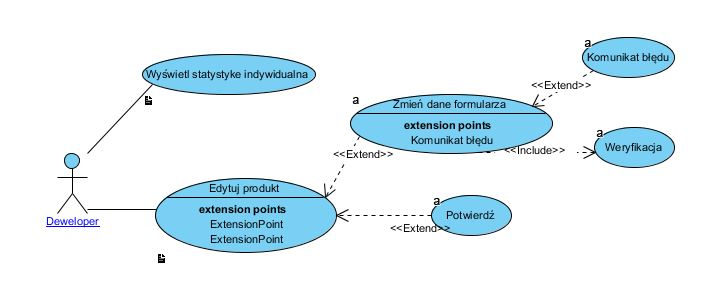 a
Komunikat błędu
Wyświetl statystyke indywidualna
<<Extend>>
a
Zmień dane formularza
extension points
Komunikat błędu
a
Weryfikacja
<<Include>>
<<Extend>>
Edytuj produkt
extension points
ExtensionPoint
ExtensionPoint
a
Potwierdź
<<Extend>>
Deweloper